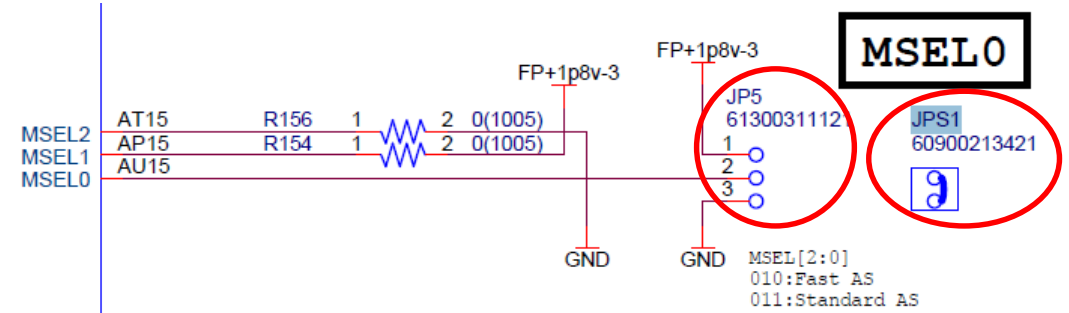 MSEL0
FP+1p8v-3
FP+1p8v-3
JP5
61300311121
JPS1
60900213421
MSEL2 AT15 R156 1 2 0(1005)
MSEL1 AP15 R154 1 2 0(1005)
MSEL0 AU15
1
2
3
GND
GND
MSEL[2:0]
010:Fast AS
011:Standard AS